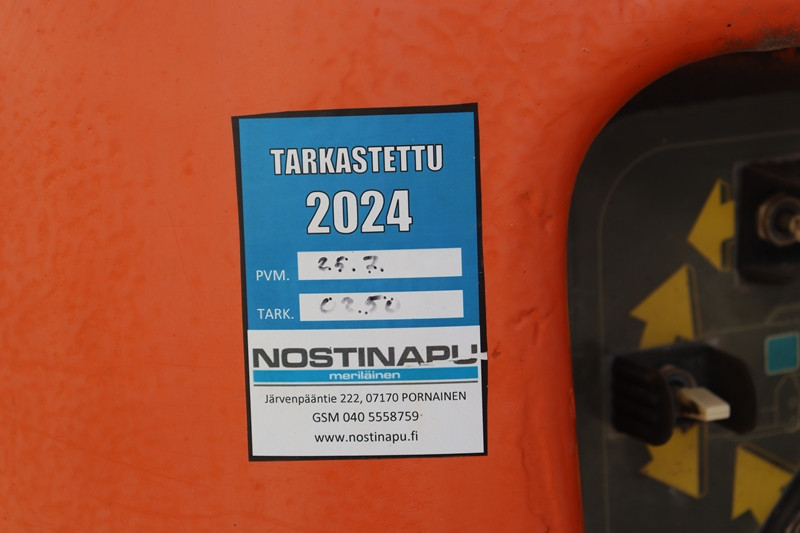 TARKASTETTU
2024
PVM. 25.7.
TARK.
NOSTINAPU
meriläinen
Järvenpääntie 222, 07170 PORNAINEN
GSM 040 5558759
www.nostinapu.fi